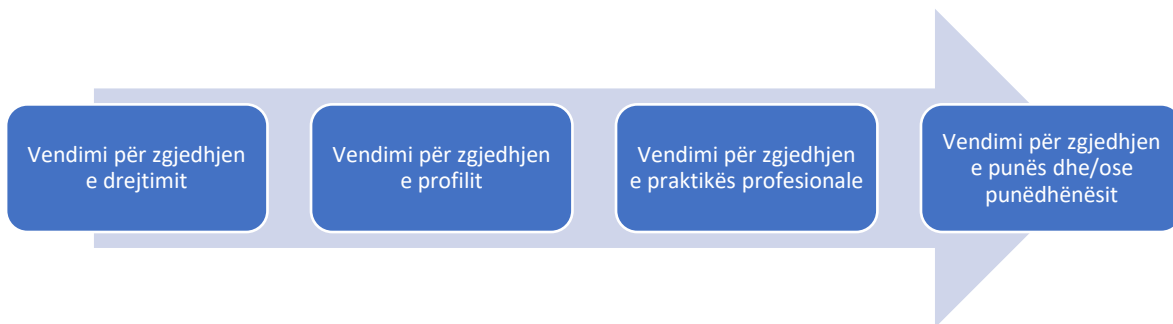 Vendimi për zgjedhjen
e drejtimit
Vendimi për zgjedhjen
e profilit
Vendimi për zgjedhjen
e praktikës profesionale
Vendimi për zgjedhjen
e punës dhe/ose
punëdhënësit